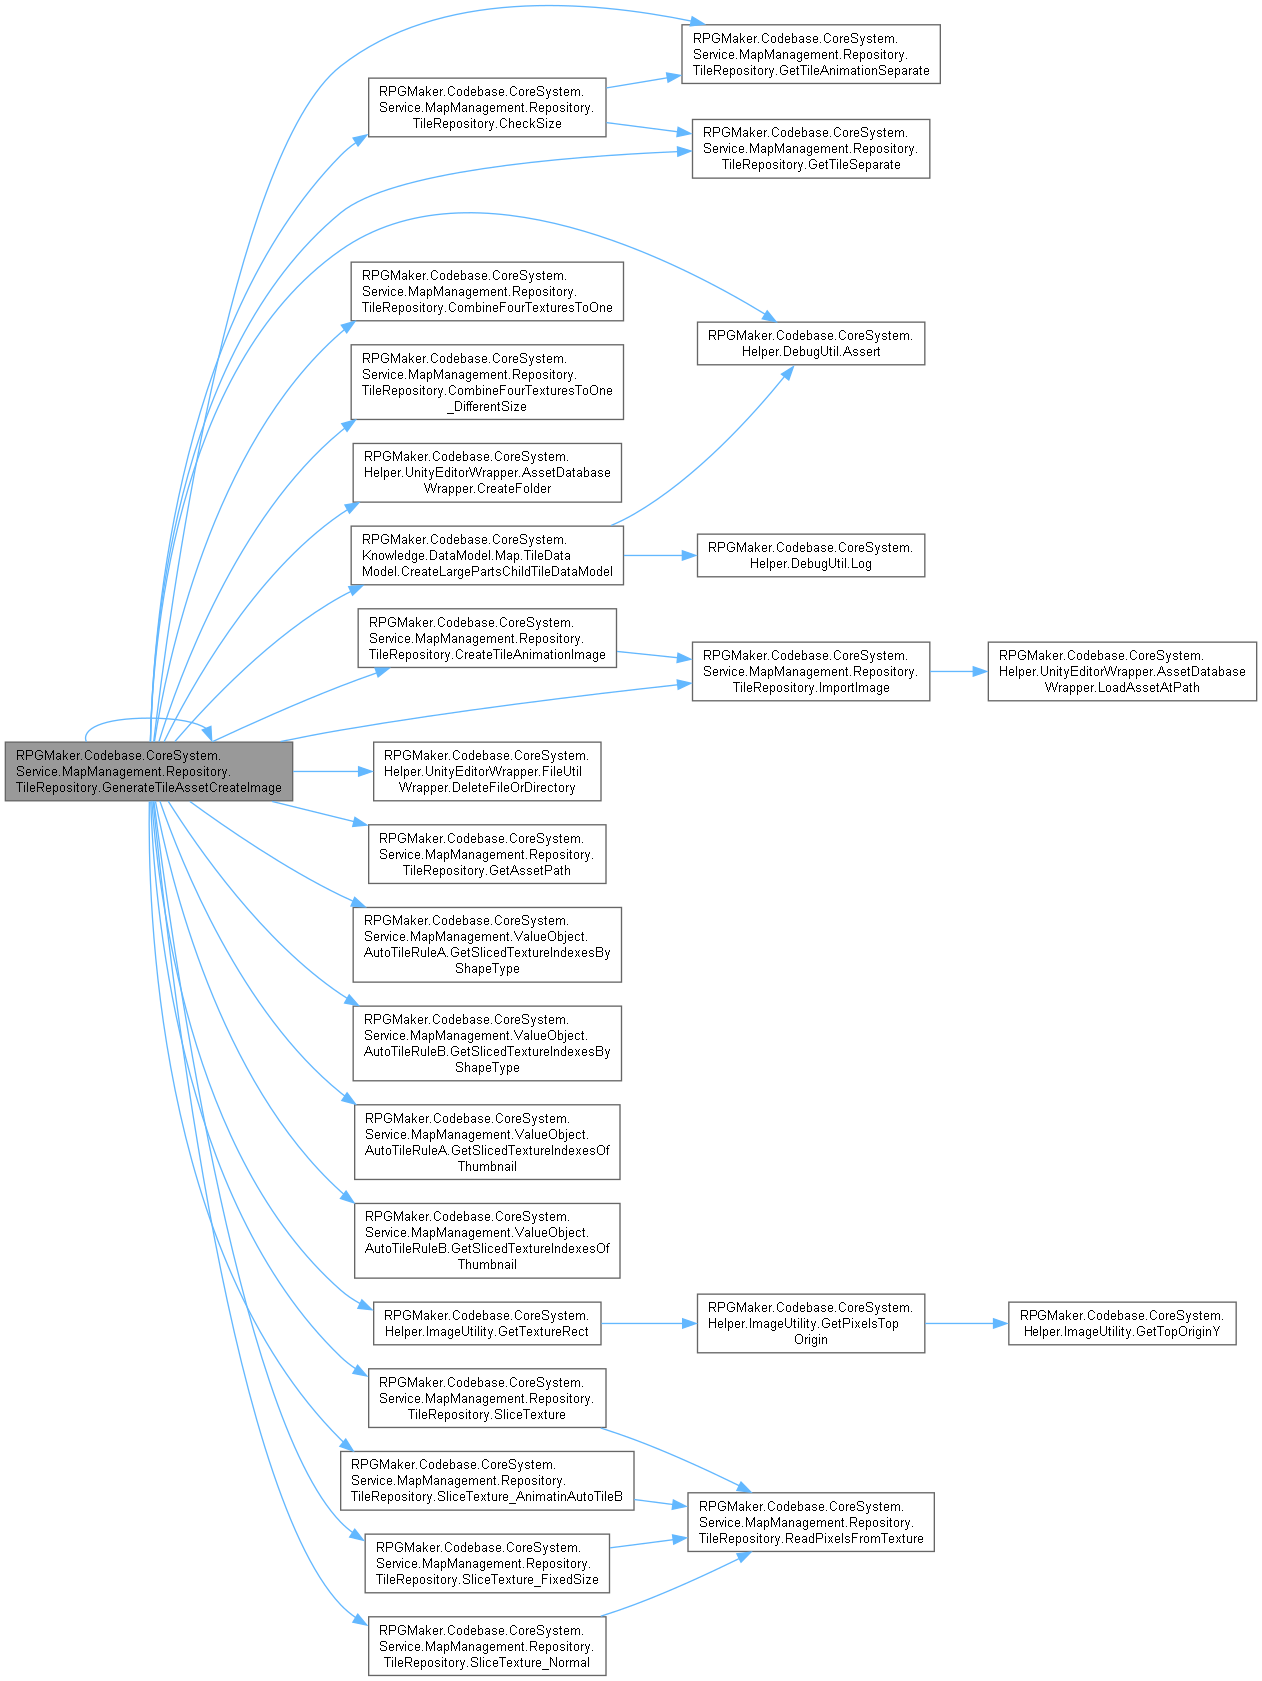 RPGMaker.Codebase.CoreSystem.
Service.MapManagement.Repository.
TileRepository.GetTileAnimationSeparate
RPGMaker.Codebase.CoreSystem.
Service.MapManagement.Repository.
TileRepository.CheckSize
RPGMaker.Codebase.CoreSystem.
Service.MapManagement.Repository.
TileRepository.GetTileSeparate
RPGMaker.Codebase.CoreSystem.
Service.MapManagement.Repository.
TileRepository.CombineFourTexturesToOne
RPGMaker.Codebase.CoreSystem.
Helper.DebugUtil.Assert
RPGMaker.Codebase.CoreSystem.
Service.MapManagement.Repository.
TileRepository.CombineFourTexturesToOne
_DifferentSize
RPGMaker.Codebase.CoreSystem.
Helper.UnityEditorWrapper.AssetDatabase
Wrapper.CreateFolder
RPGMaker.Codebase.CoreSystem.
Knowledge.DataModel.Map.TileData
Model.CreateLargePartsChildTileDataModel
RPGMaker.Codebase.CoreSystem.
Helper.DebugUtil.Log
RPGMaker.Codebase.CoreSystem.
Service.MapManagement.Repository.
TileRepository.CreateTileAnimationImage
RPGMaker.Codebase.CoreSystem.
Service.MapManagement.Repository.
TileRepository.ImportImage
RPGMaker.Codebase.CoreSystem.
Helper.UnityEditorWrapper.AssetDatabase
Wrapper.LoadAssetAtPath
RPGMaker.Codebase.CoreSystem.
Service.MapManagement.Repository.
TileRepository.GenerateTileAssetCreateImage
RPGMaker.Codebase.CoreSystem.
Helper.UnityEditorWrapper.FileUtil
Wrapper.DeleteFileOrDirectory
RPGMaker.Codebase.CoreSystem.
Service.MapManagement.Repository.
TileRepository.GetAssetPath
RPGMaker.Codebase.CoreSystem.
Service.MapManagement.ValueObject.
AutoTileRuleA.GetSlicedTextureIndexesBy
ShapeType
RPGMaker.Codebase.CoreSystem.
Service.MapManagement.ValueObject.
AutoTileRuleB.GetSlicedTextureIndexesBy
ShapeType
RPGMaker.Codebase.CoreSystem.
Service.MapManagement.ValueObject.
AutoTileRuleA.GetSlicedTextureIndexesOf
Thumbnail
RPGMaker.Codebase.CoreSystem.
Service.MapManagement.ValueObject.
AutoTileRuleB.GetSlicedTextureIndexesOf
Thumbnail
RPGMaker.Codebase.CoreSystem.
Helper.ImageUtility.GetTextureRect
RPGMaker.Codebase.CoreSystem.
Helper.ImageUtility.GetPixelsTop
Origin
RPGMaker.Codebase.CoreSystem.
Helper.ImageUtility.GetTopOriginY
RPGMaker.Codebase.CoreSystem.
Service.MapManagement.Repository.
TileRepository.SliceTexture
RPGMaker.Codebase.CoreSystem.
Service.MapManagement.Repository.
TileRepository.SliceTexture_AnimatinAutoTileB
RPGMaker.Codebase.CoreSystem.
Service.MapManagement.Repository.
TileRepository.ReadPixelsFromTexture
RPGMaker.Codebase.CoreSystem.
Service.MapManagement.Repository.
TileRepository.SliceTexture_FixedSize
RPGMaker.Codebase.CoreSystem.
Service.MapManagement.Repository.
TileRepository.SliceTexture_Normal